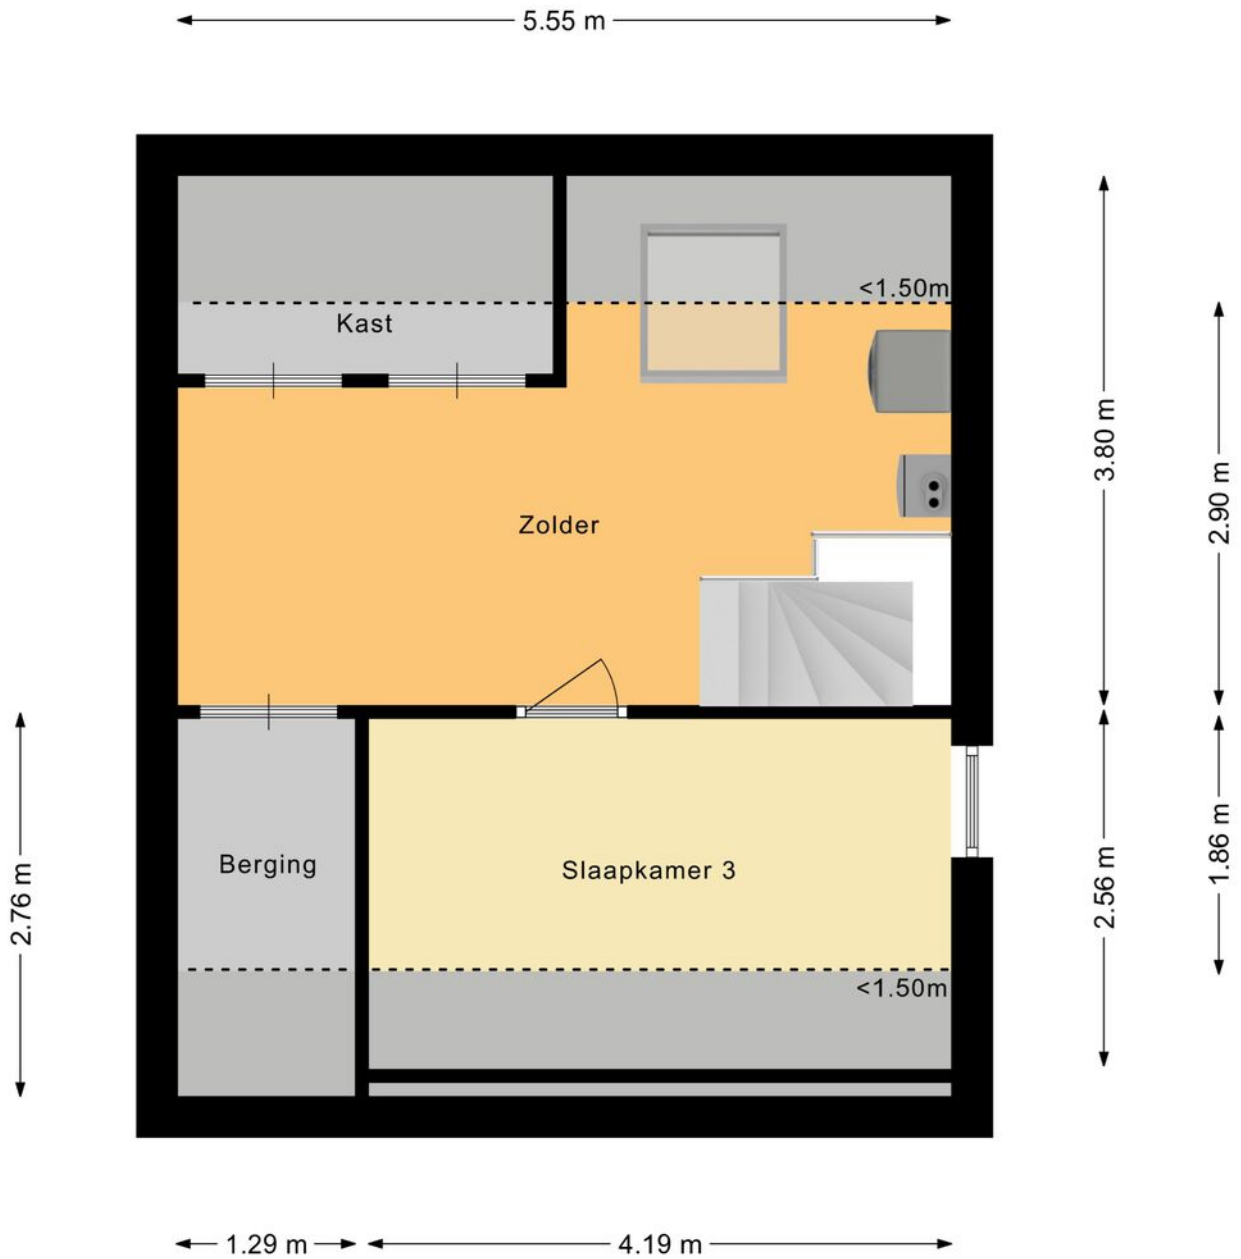 5.55 m
<1.50m
Kast
3.80 m
2.90 m
Zolder
Berging
Slaapkamer 3
2.76 m
2.56 m
1.86 m
<1.50m
1.29 m
4.19 m